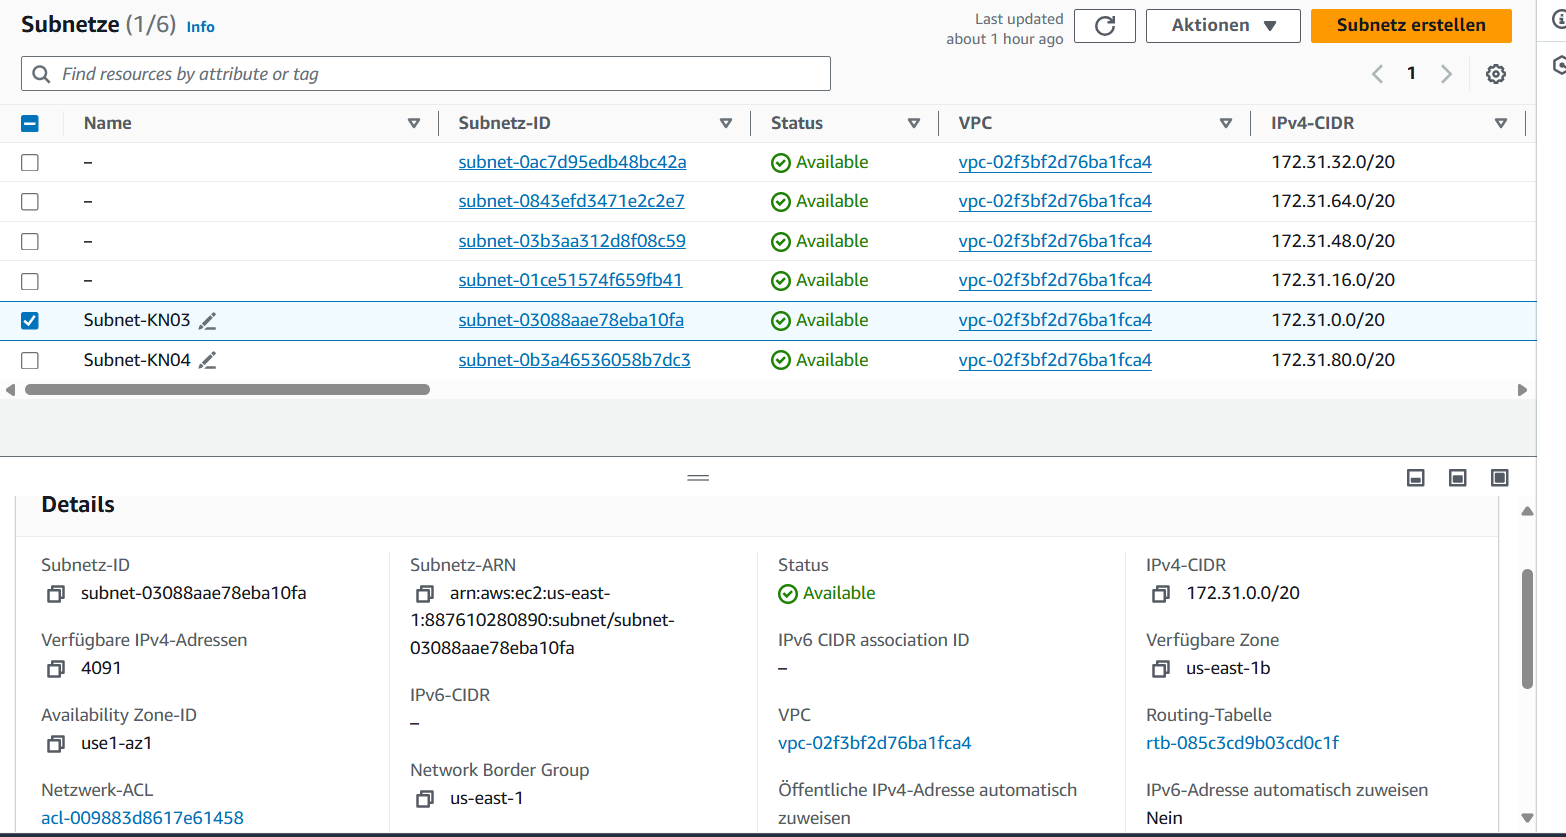 Subnetze (1/6) Info
Last updated
about 1 hour ago
Aktionen
Subnetz erstellen
Find resources by attribute or tag
1
Name Subnetz-ID Status VPC IPv4-CIDR
– subnet-0ac7d95edb48bc42a Available vpc-02f3bf2d76ba1fca4 172.31.32.0/20
– subnet-0843efd3471e2c2e7 Available vpc-02f3bf2d76ba1fca4 172.31.64.0/20
– subnet-03b3aa312d8f08c59 Available vpc-02f3bf2d76ba1fca4 172.31.48.0/20
– subnet-01ce51574f659fb41 Available vpc-02f3bf2d76ba1fca4 172.31.16.0/20
Subnet-KN03 subnet-03088aae78eba10fa Available vpc-02f3bf2d76ba1fca4 172.31.0.0/20
Subnet-KN04 subnet-0b3a46536058b7dc3 Available vpc-02f3bf2d76ba1fca4 172.31.80.0/20
Details
Subnetz-ID
subnet-03088aae78eba10fa
Verfügbare IPv4-Adressen
4091
Availability Zone-ID
use1-az1
Netzwerk-ACL
acl-009883d8617e61458
Subnetz-ARN
arn:aws:ec2:us-east-
1:887610280890:subnet/subnet-
03088aae78eba10fa
IPv6-CIDR
–
Network Border Group
us-east-1
Status
Available
IPv6 CIDR association ID
–
VPC
vpc-02f3bf2d76ba1fca4
Öffentliche IPv4-Adresse automatisch
zuweisen
IPv4-CIDR
172.31.0.0/20
Verfügbare Zone
us-east-1b
Routing-Tabelle
rtb-085c3cd9b03cd0c1f
IPv6-Adresse automatisch zuweisen
Nein